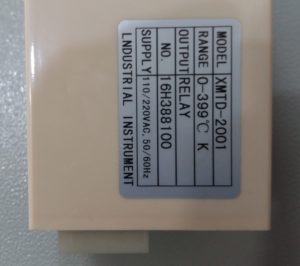 MODEL XMTD-2001
RANGE 0-399℃ K
OUTPUT RELAY
NO. 16H388100
SUPPLY 110/220VAC, 50/60Hz
LNDUSTRIAL INSTRUMENT